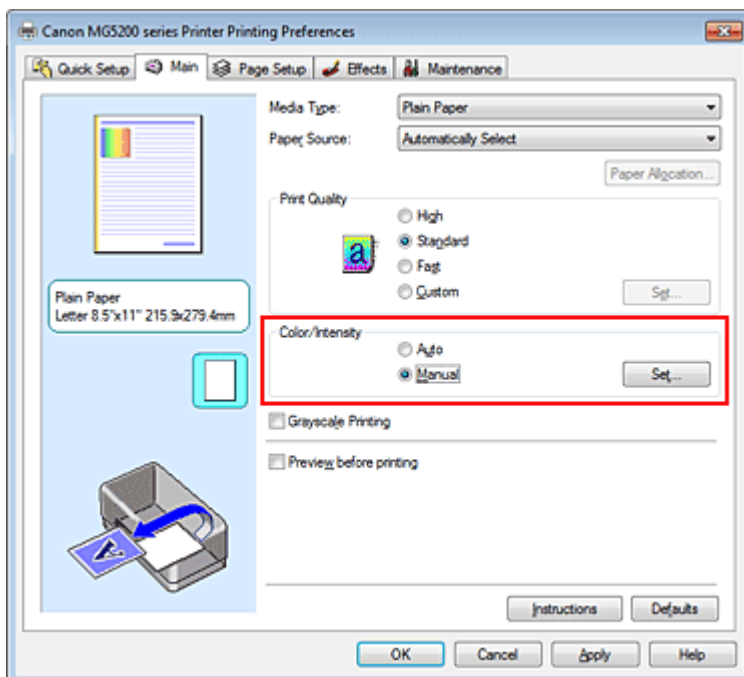 Canon MG5200 series Printer Printing Preferences
Quick Setup Main Page Setup Effects Maintenance
Media Type: Plain Paper
Paper Source: Automatically Select
Paper Allocation...
Print Quality
High
a Standard
Fast
Custom Set...
Plain Paper
Letter 8.5"x11" 215.9x279.4mm
Color/Intensity
Auto
Manual Set...
Grayscale Printing
Preview before printing
A
Instructions Defaults
OK Cancel Apply Help